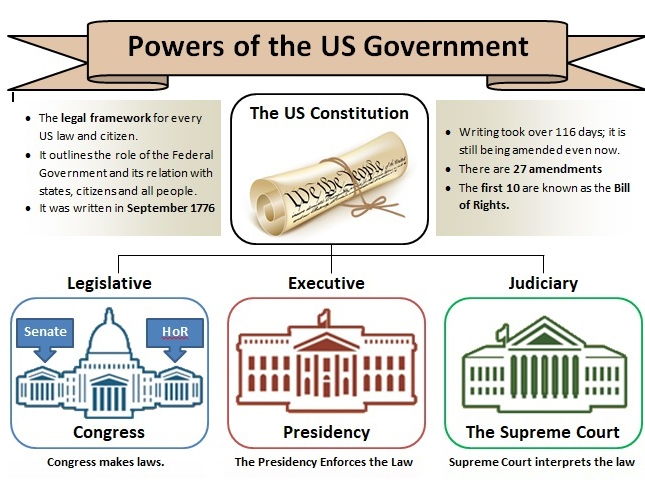 Powers of the US Government
• The legal framework for every
US law and citizen.
• It outlines the role of the Federal
Government and its relation with
states, citizens and all people.
• It was written in September 1776
The US Constitution
We the People
• Writing took over 116 days; it is
still being amended even now.
• There are 27 amendments
• The first 10 are known as the Bill
of Rights.
Legislative
Executive
Judiciary
Senate
HoR
Congress
Presidency
The Supreme Court
Congress makes laws.
The Presidency Enforces the Law
Supreme Court interprets the law